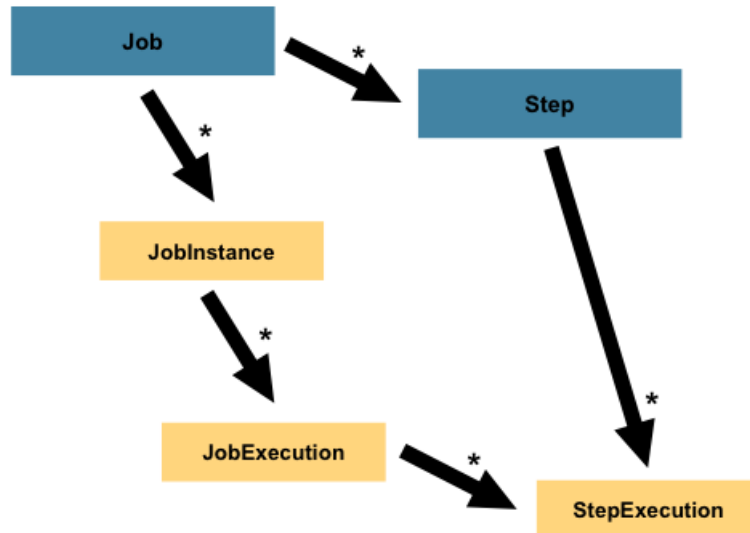 Job
*
Step
*
JobInstance
*
*
JobExecution
*
StepExecution